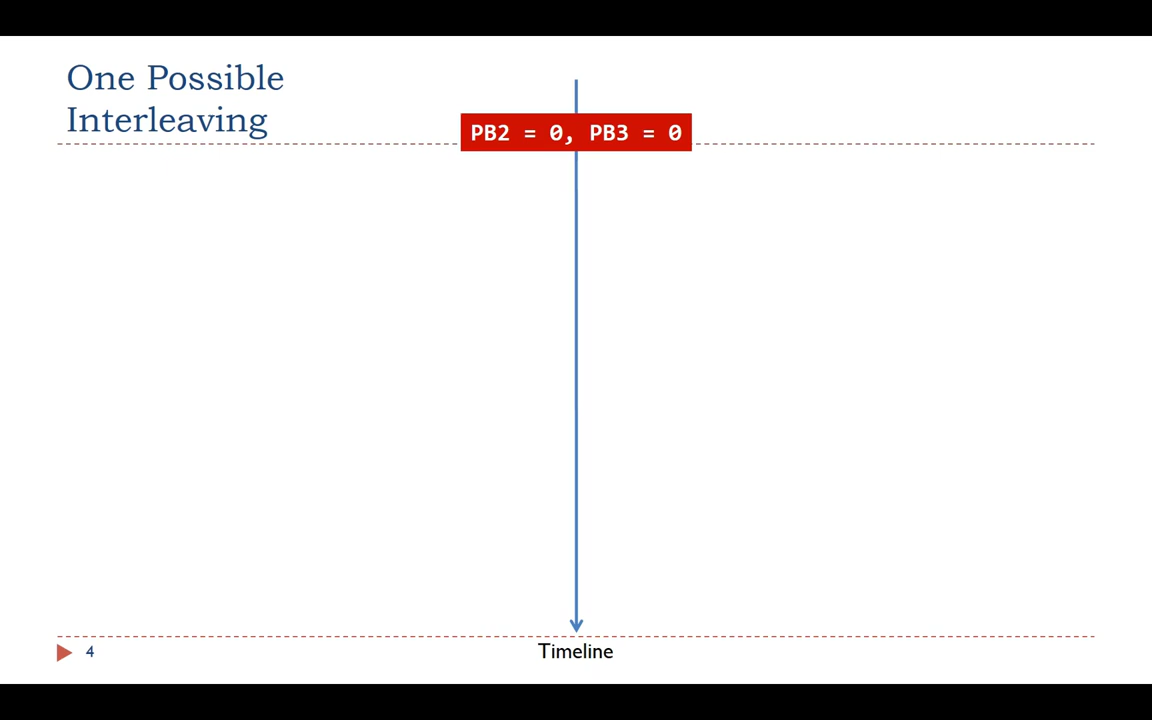 One Possible
Interleaving
PB2 = 0, PB3 = 0
4
Timeline